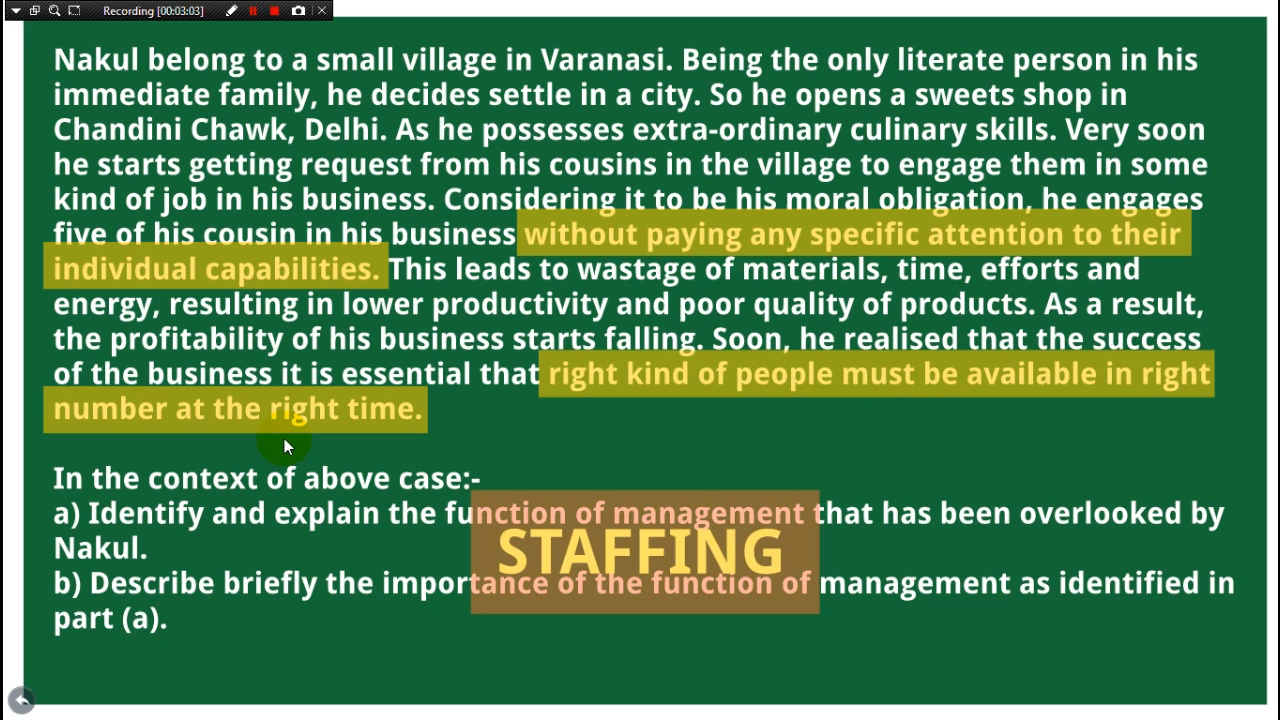 Recording [00:03:03]
Nakul belong to a small village in Varanasi. Being the only literate person in his
immediate family, he decides settle in a city. So he opens a sweets shop in
Chandini Chawk, Delhi. As he possesses extra-ordinary culinary skills. Very soon
he starts getting request from his cousins in the village to engage them in some
kind of job in his business. Considering it to be his moral obligation, he engages
five of his cousin in his business without paying any specific attention to their
individual capabilities. This leads to wastage of materials, time, efforts and
energy, resulting in lower productivity and poor quality of products. As a result,
the profitability of his business starts falling. Soon, he realised that the success
of the business it is essential that right kind of people must be available in right
number at the right time.
In the context of above case:-
a) Identify and explain the function of management that has been overlooked by
Nakul.
STAFFING
b) Describe briefly the importance of the function of management as identified in
part (a).